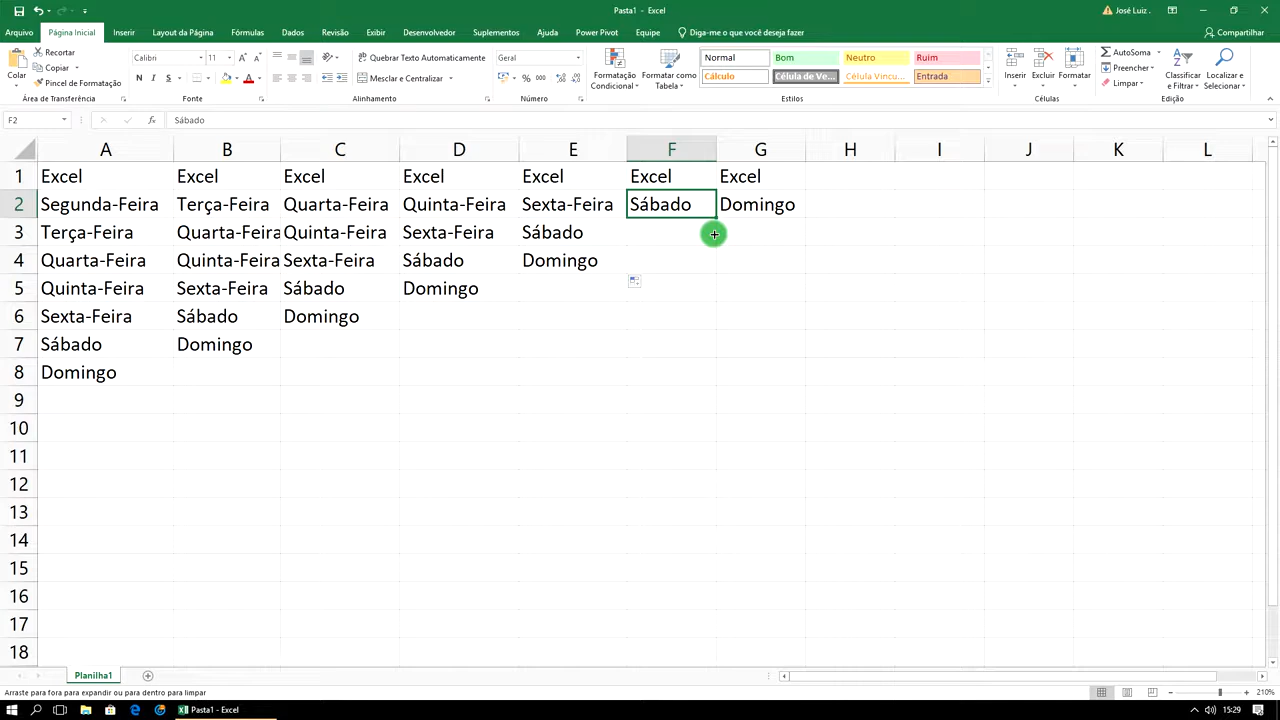 Pasta1 - Excel
José Luiz .
Arquivo Página Inicial Inserir Layout da Página Fórmulas Dados Revisão Exibir Desenvolvedor Suplementos Ajuda Power Pivot Equipe Diga-me o que você deseja fazer Compartilhar
Colar
Recortar
Copiar
Pincel de Formatação
Área de Transferência
Calibri 11
N I S
Fonte
Quebrar Texto Automaticamente
Mesclar e Centralizar
Alinhamento
Geral
% 000
Número
Formatação Condicional
Formatar como Tabela
Normal Bom Neutro Ruim
Cálculo Célula de Ve... Célula Vincu... Entrada
Estilos
Inserir Excluir Formatar
Células
AutoSoma
Preencher
Limpar
Classificar e Filtrar
Localizar e Selecionar
Edição
F2 fx Sábado
A B C D E F G H I J K L
1 Excel Excel Excel Excel Excel Excel Excel
2 Segunda-Feira Terça-Feira Quarta-Feira Quinta-Feira Sexta-Feira Sábado Domingo
3 Terça-Feira Quarta-Feira Quinta-Feira Sexta-Feira Sábado
4 Quarta-Feira Quinta-Feira Sexta-Feira Sábado Domingo
5 Quinta-Feira Sexta-Feira Sábado Domingo
6 Sexta-Feira Sábado Domingo
7 Sábado Domingo
8 Domingo
9
10
11
12
13
14
15
16
17
18
Planilha1
Arraste para fora para expandir ou para dentro para limpar 210%
Pasta1 - Excel 15:29